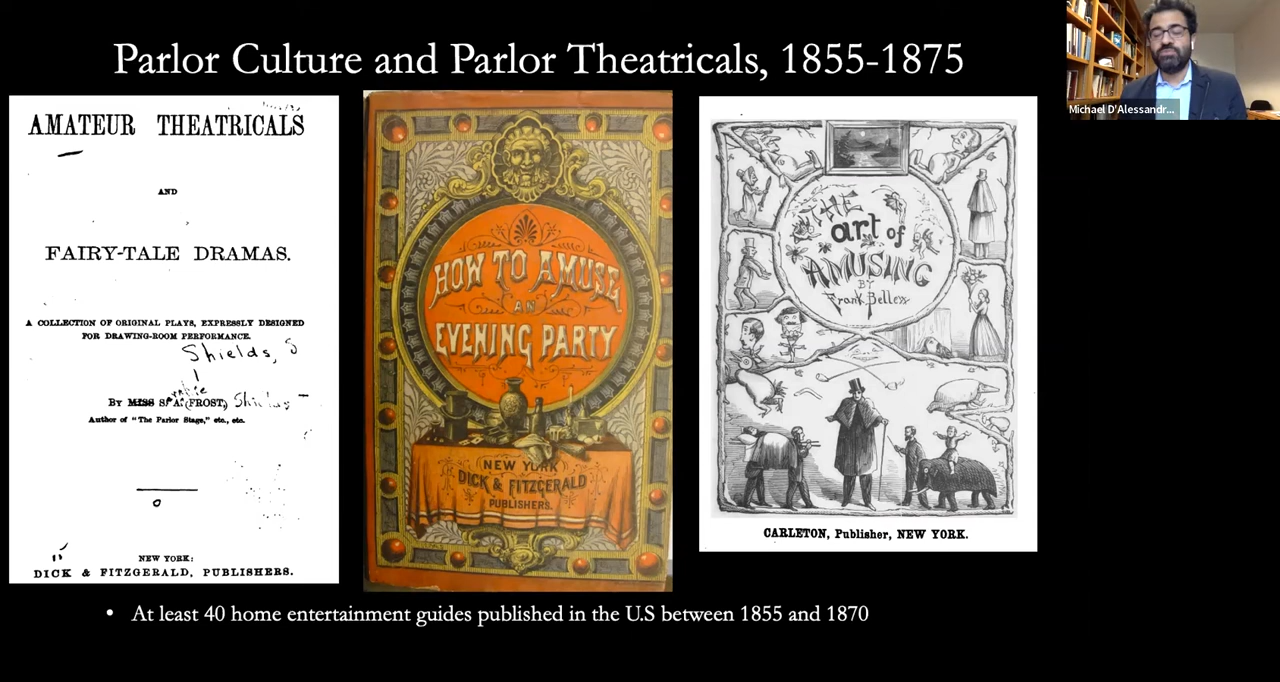 Parlor Culture and Parlor Theatricals, 1855-1875
Michael D'Alessandr...
AMATEUR THEATRICALS
AND
FAIRY-TALE DRAMAS.
A COLLECTION OF ORIGINAL PLAYS, EXPRESSLY DESIGNED
FOR DRAWING-ROOM PERFORMANCE.
Shields, S
BY MISS S. A. (FROST) Shields
Author of "The Parlor Stage," etc., etc.
NEW YORK:
DICK & FITZGERALD, PUBLISHERS.
HOW TO AMUSE
AN
EVENING PARTY
NEW YORK
DICK & FITZGERALD
PUBLISHERS.
THE
art of
AMUSING
BY
Frank Bellew
CARLETON, Publisher, NEW YORK.
• At least 40 home entertainment guides published in the U.S between 1855 and 1870